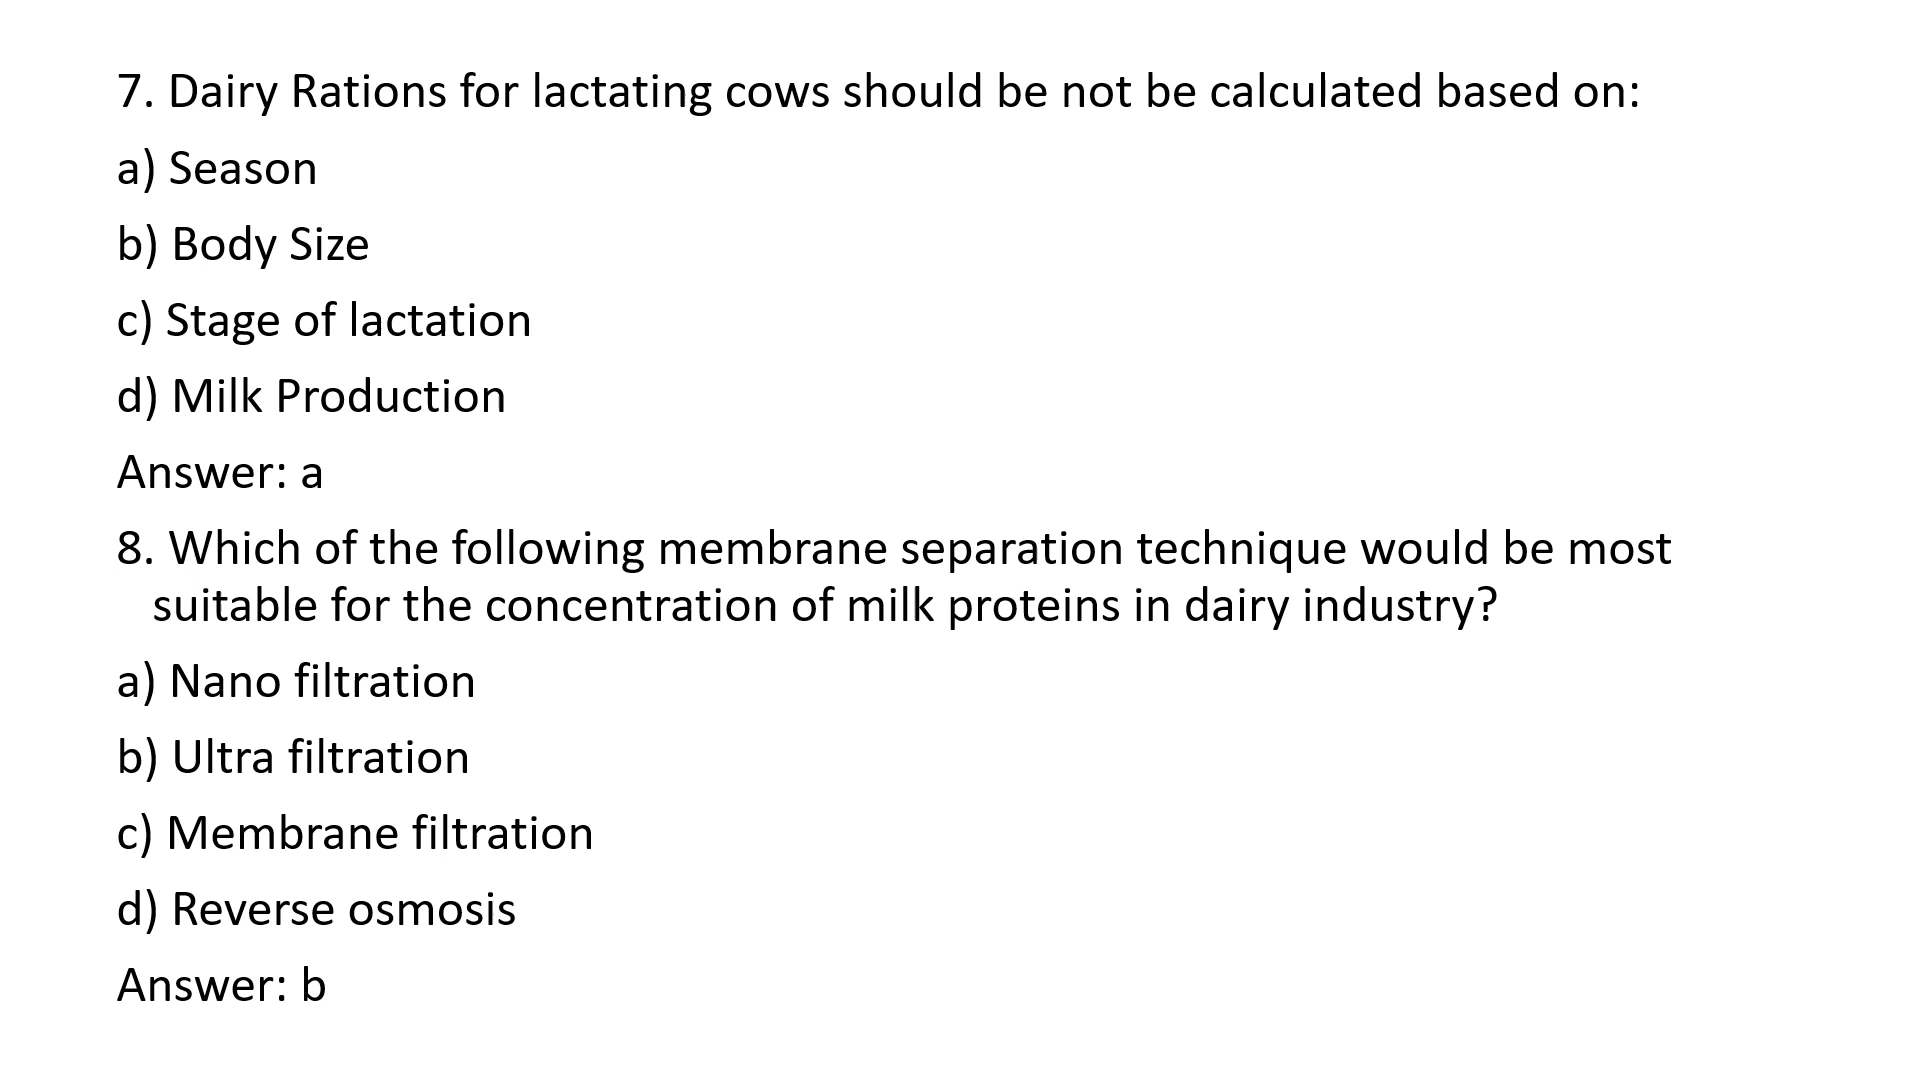 7. Dairy Rations for lactating cows should be not be calculated based on:
a) Season
b) Body Size
c) Stage of lactation
d) Milk Production
Answer: a
8. Which of the following membrane separation technique would be most
suitable for the concentration of milk proteins in dairy industry?
a) Nano filtration
b) Ultra filtration
c) Membrane filtration
d) Reverse osmosis
Answer: b